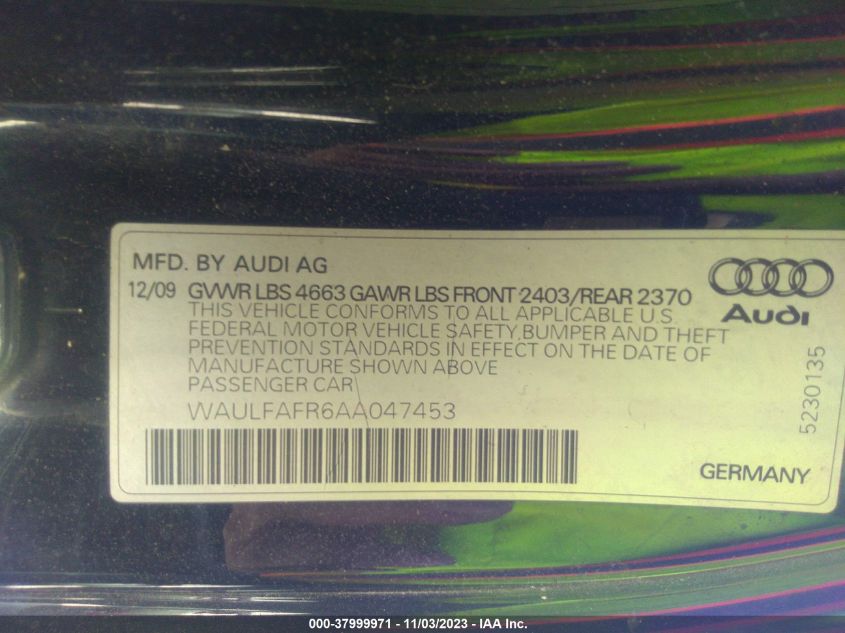 MFD. BY AUDI AG
12/09 GVWR LBS 4663 GAWR LBS FRONT 2403/REAR 2370
THIS VEHICLE CONFORMS TO ALL APPLICABLE U.S.
FEDERAL MOTOR VEHICLE SAFETY, BUMPER AND THEFT
PREVENTION STANDARDS IN EFFECT ON THE DATE OF
MANUFACTURE SHOWN ABOVE
PASSENGER CAR
WAULFAFR6AA047453
Audi
5230135
GERMANY
000-37999971 - 11/03/2023 - IAA Inc.